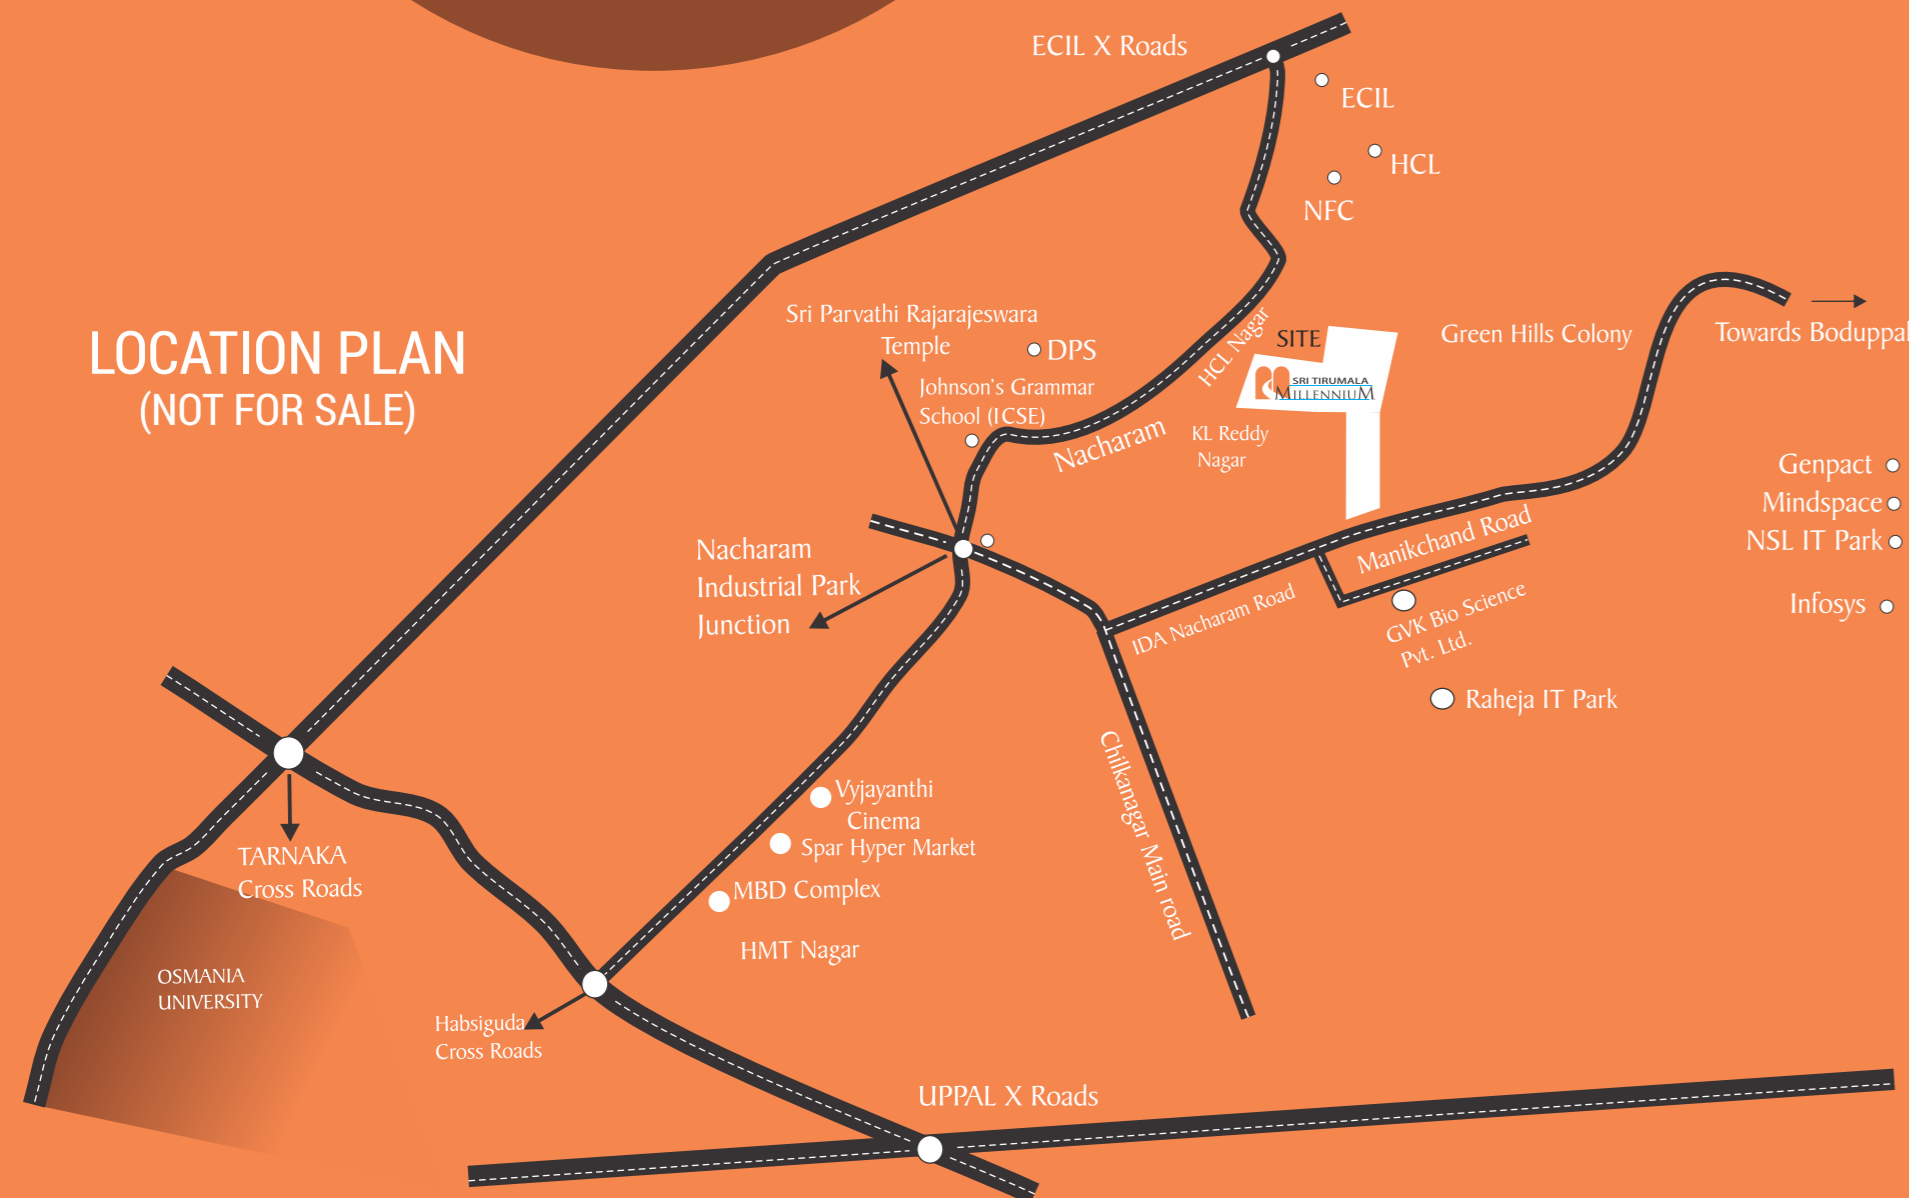 ECIL X Roads
ECIL
HCL
NFC
LOCATION PLAN
(NOT FOR SALE)
Sri Parvathi Rajarajeswara
Temple
DPS
Johnson's Grammar
School (ICSE)
HCL Nagar
SITE
SRI TIRUMALA
MILLENNIUM
Green Hills Colony
Towards Boduppal
Nacharam
KL Reddy
Nagar
Genpact
Mindspace
NSL IT Park
Infosys
Nacharam
Industrial Park
Junction
Manikchand Road
IDA Nacharam Road
GVK Bio Science
Pvt. Ltd.
Raheja IT Park
Chilkanagar Main road
Vyjayanthi
Cinema
Spar Hyper Market
MBD Complex
HMT Nagar
TARNAKA
Cross Roads
OSMANIA
UNIVERSITY
Habsiguda
Cross Roads
UPPAL X Roads